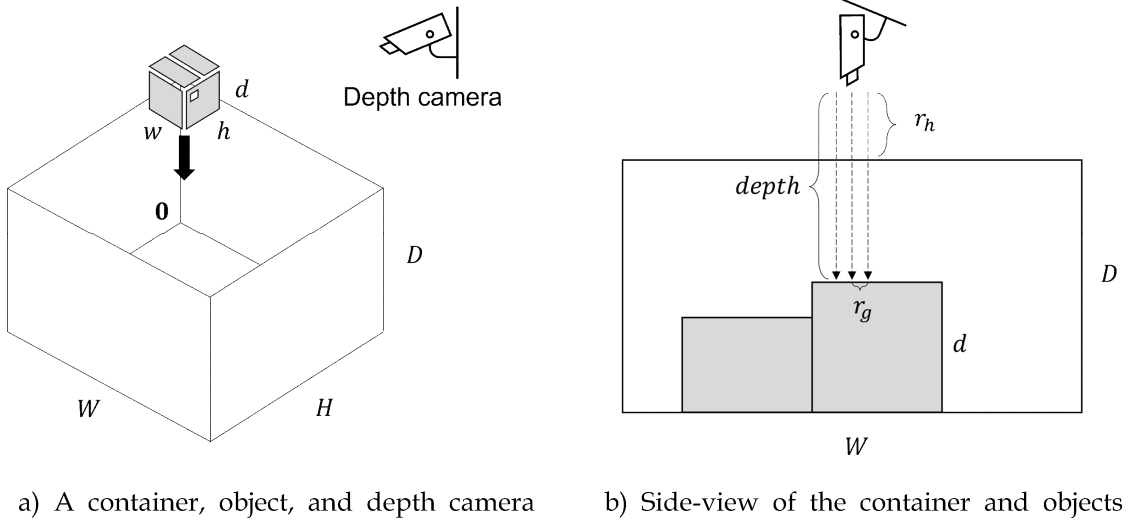 d
w
h
Depth camera
0
D
W
H
a) A container, object, and depth camera
r_h
depth
r_g
D
d
W
b) Side-view of the container and objects